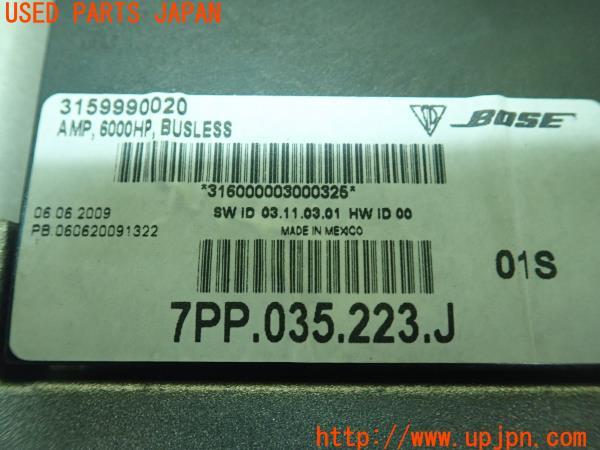 USED PARTS JAPAN
3159990020
AMP, 6000HP, BUSLESS
BOSE
*316000003000326*
06.06.2009
SW ID 03.11.03.01 HW ID 00
PB:060620091322
MADE IN MEXICO
01S
7PP.035.223.J
http://www.upjpn.com